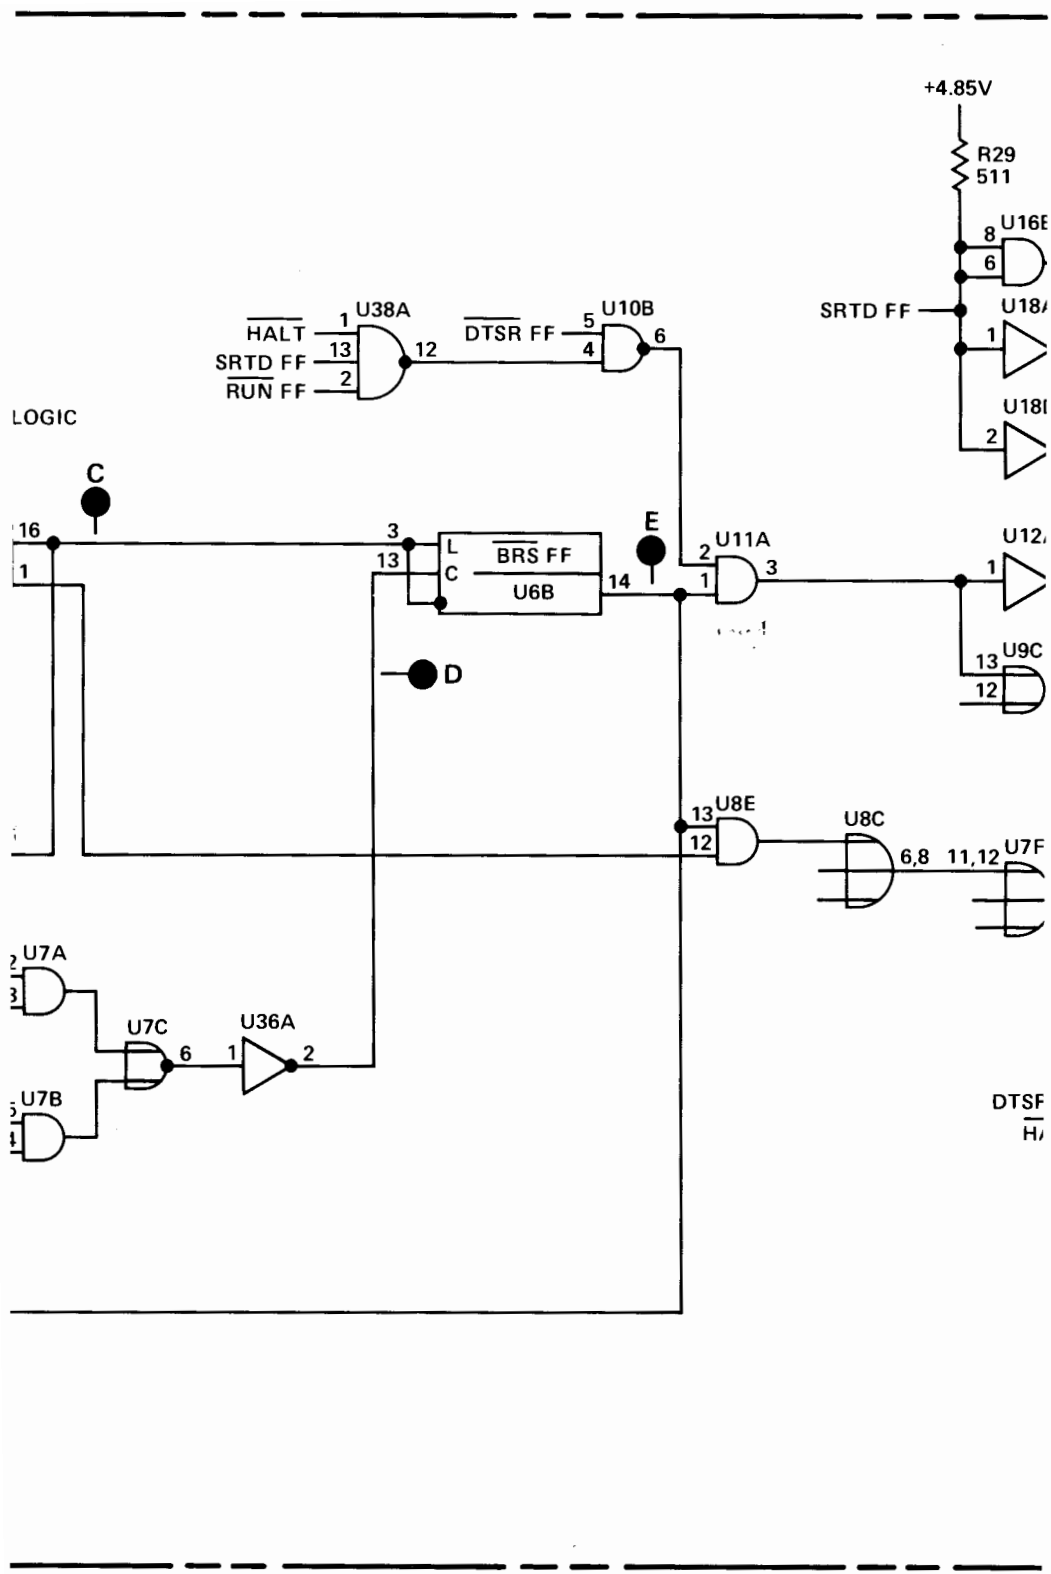 +4.85V
R29
511
U16
8
6
SRTD FF
U18
1
U18
2
U38A
HALT
1
SRTD FF
13
RUN FF
2
12
U10B
DTSR FF
5
4
6
LOGIC
C
16
1
3
13
L
C
BRS FF
U6B
14
E
U11A
2
1
3
U12
1
U9C
13
12
D
U8E
13
12
U8C
6,8
11,12
U7F
U7A
U7C
6
U36A
1
2
U7B